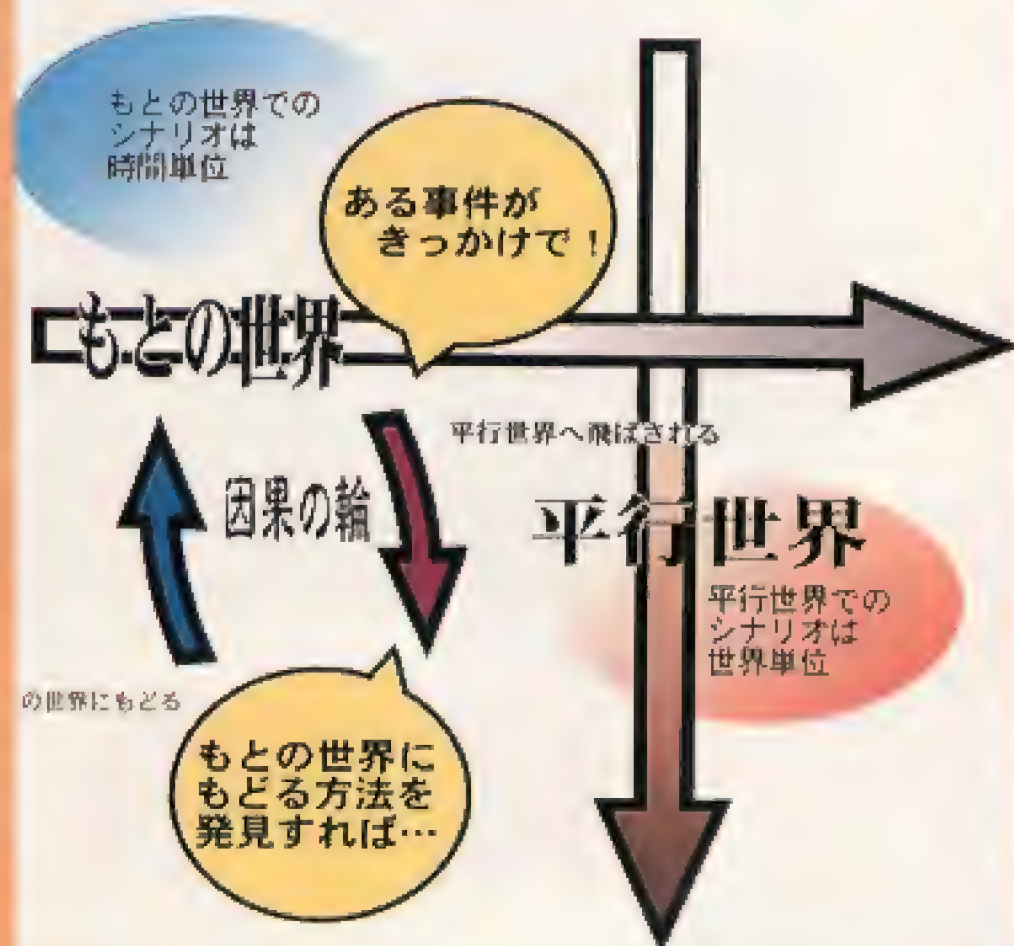 もとの世界での
シナリオは
時間単位
ある事件が
きっかけで！
もとの世界
平行世界へ飛ばされる
因果の輪
平行世界
平行世界での
シナリオは
世界単位
の世界にもどる
もとの世界に
もどる方法を
発見すれば…